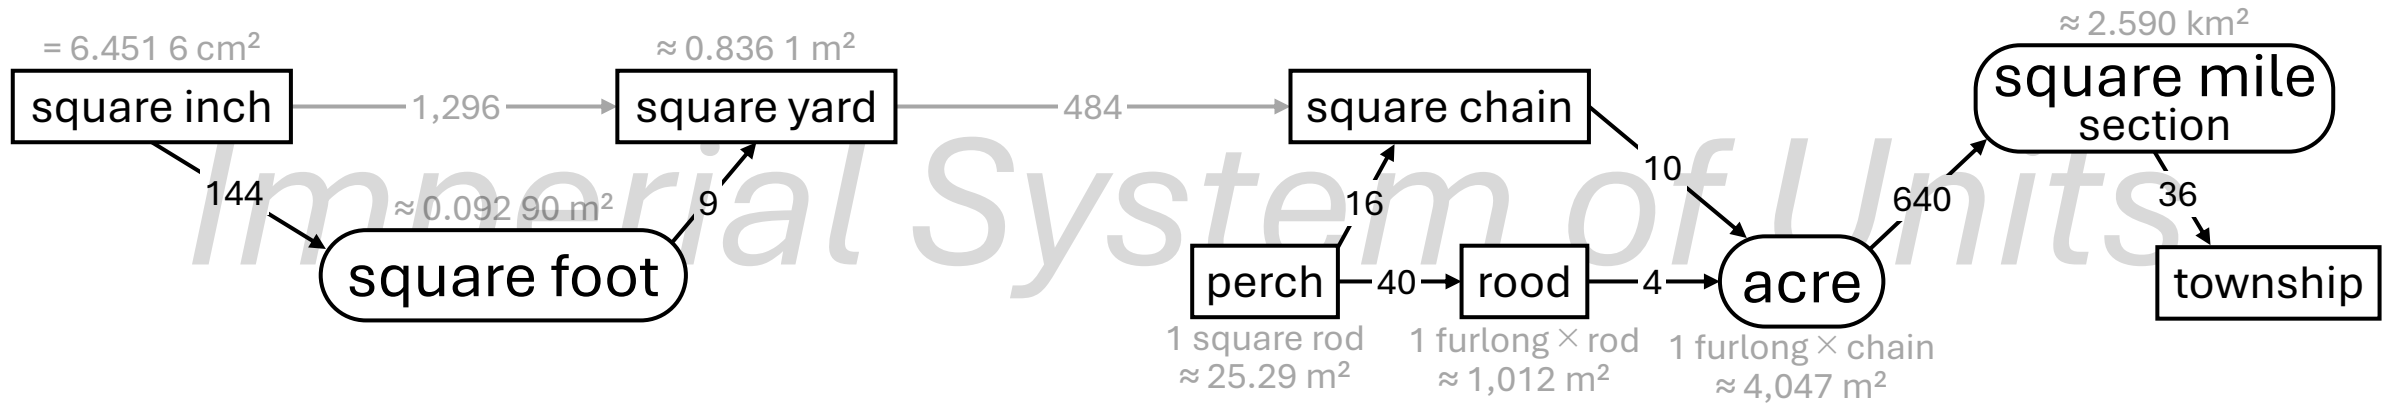 ≈ 2.590 km²
= 6.451 6 cm²
≈ 0.836 1 m²
square mile
section
square inch
1,296
square yard
484
square chain
Imperial System of Units
10
144
≈ 0.092 90 m²
9
16
640
36
square foot
perch
40
rood
4
acre
township
1 square rod
≈ 25.29 m²
1 furlong × rod
≈ 1,012 m²
1 furlong × chain
≈ 4,047 m²